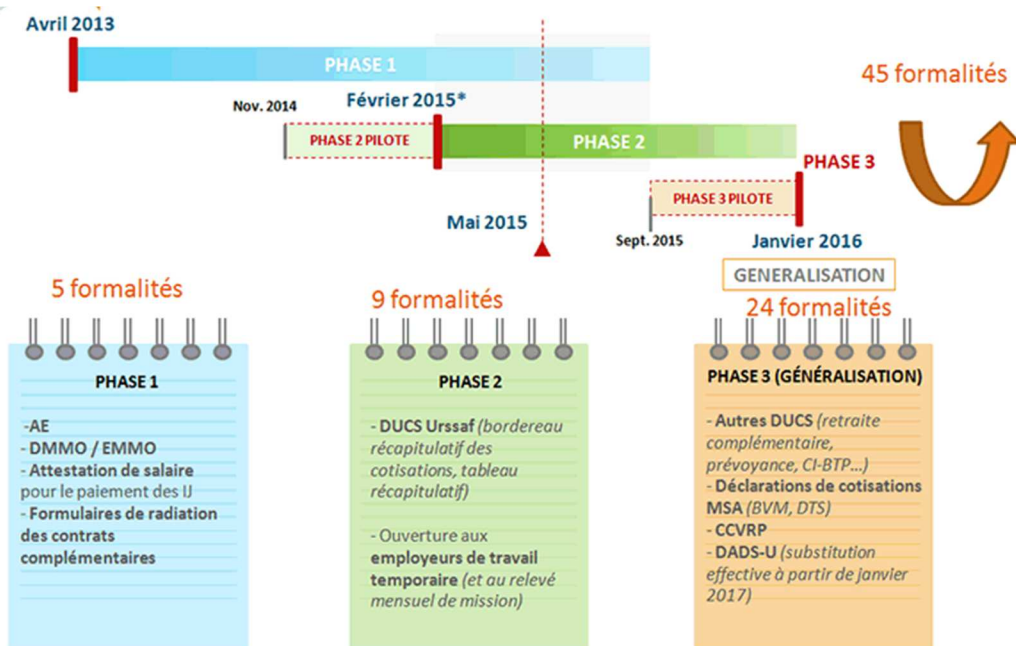 Avril 2013
PHASE 1
45 formalités
Nov. 2014
Février 2015*
PHASE 2 PILOTE
PHASE 2
PHASE 3
PHASE 3 PILOTE
Mai 2015
Sept. 2015
Janvier 2016
GENERALISATION
5 formalités
9 formalités
24 formalités
PHASE 1
-AE
- DMMO / EMMO
- Attestation de salaire
pour le paiement des IJ
- Formulaires de radiation
des contrats
complémentaires
PHASE 2
- DUCS Urssaf (bordereau
récapitulatif des
cotisations, tableau
récapitulatif)
- Ouverture aux
employeurs de travail
temporaire (et au relevé
mensuel de mission)
PHASE 3 (GÉNÉRALISATION)
- Autres DUCS (retraite
complémentaire,
prévoyance, CI-BTP...)
- Déclarations de cotisations
MSA (BVM, DTS)
- CCVRP
- DADS-U (substitution
effective à partir de janvier
2017)